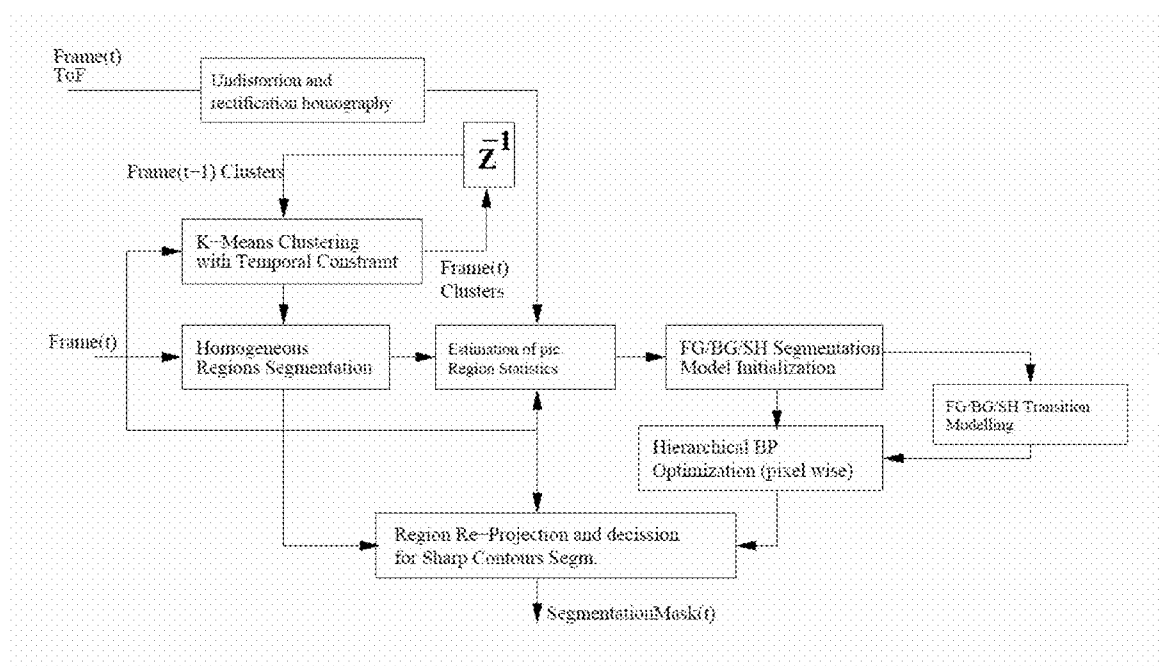 Frame(t)
ToF
Undistortion and
rectification homography
z̄⁻¹
Frame(t−1) Clusters
K−Means Clustering
with Temporal Constraint
Frame(t)
Clusters
Frame(t)
Homogeneous
Regions Segmentation
Estimation of pic.
Region Statistics
FG/BG/SH Segmentation
Model Initialization
FG/BG/SH Transition
Modelling
Hierarchical BP
Optimization (pixel wise)
Region Re−Projection and decission
for Sharp Contours Segm.
SegmentationMask(t)